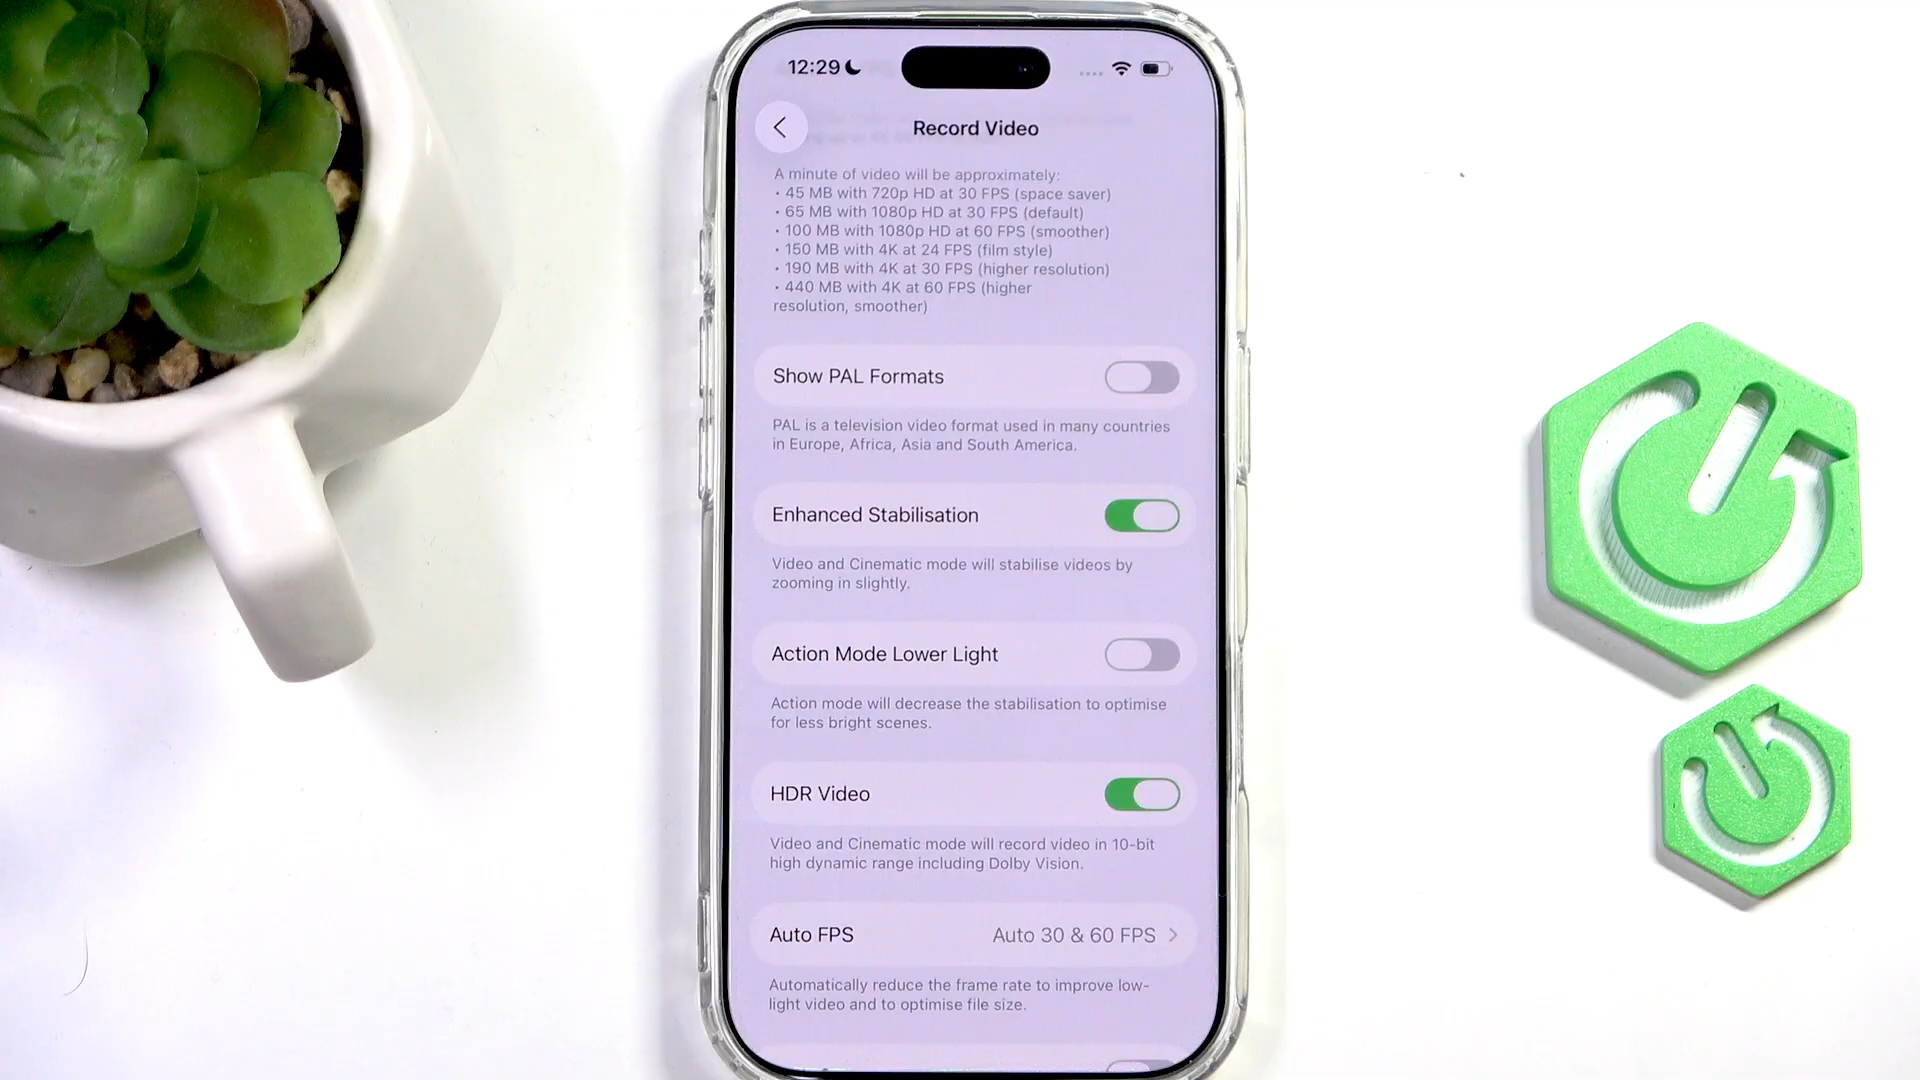 12:29
Record Video
A minute of video will be approximately:
• 45 MB with 720p HD at 30 FPS (space saver)
• 65 MB with 1080p HD at 30 FPS (default)
• 100 MB with 1080p HD at 60 FPS (smoother)
• 150 MB with 4K at 24 FPS (film style)
• 190 MB with 4K at 30 FPS (higher resolution)
• 440 MB with 4K at 60 FPS (higher
resolution, smoother)
Show PAL Formats
PAL is a television video format used in many countries
in Europe, Africa, Asia and South America.
Enhanced Stabilisation
Video and Cinematic mode will stabilise videos by
zooming in slightly.
Action Mode Lower Light
Action mode will decrease the stabilisation to optimise
for less bright scenes.
HDR Video
Video and Cinematic mode will record video in 10-bit
high dynamic range including Dolby Vision.
Auto FPS Auto 30 & 60 FPS
Automatically reduce the frame rate to improve low-
light video and to optimise file size.